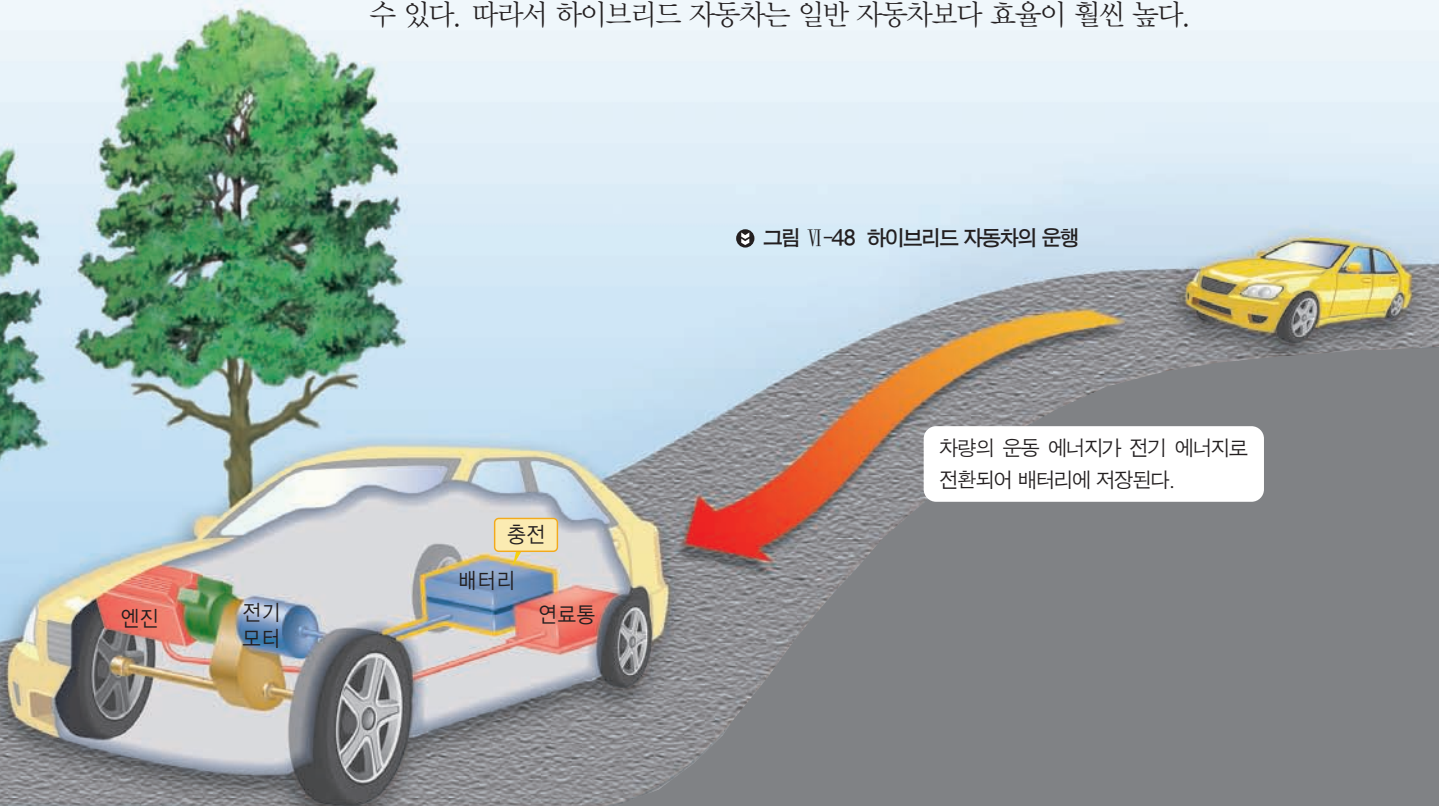 수 있다. 따라서 하이브리드 자동차는 일반 자동차보다 효율이 훨씬 높다.
그림 Ⅵ-48 하이브리드 자동차의 운행
차량의 운동 에너지가 전기 에너지로
전환되어 배터리에 저장된다.
충전
배터리
연료통
엔진
전기
모터